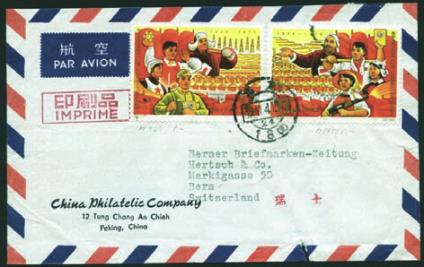 航空
PAR AVION
印刷品
IMPRIME
Berner Briefmarken-Zeitung
Hertsch & Co.
Markigasse 50
Bern
Switzerland 瑞士
China Philatelic Company
12 Tung Chang An Chieh
Peking, China